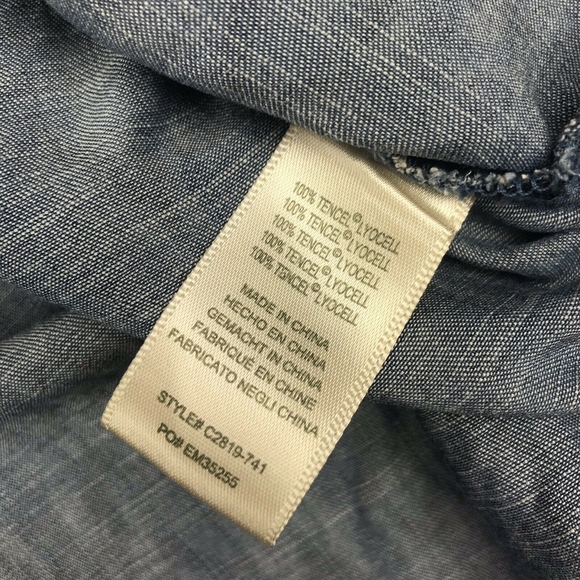 100% TENCEL©LYOCELL
100% TENCEL©LYOCELL
100% TENCEL©LYOCELL
100% TENCEL©LYOCELL
100% TENCEL©LYOCELL
MADE IN CHINA
HECHO EN CHINA
GEMACHT IN CHINA
FABRIQUÉ EN CHINE
FABRICATO NEGLI CHINA
STYLE# C2819-741
PO# EM35255